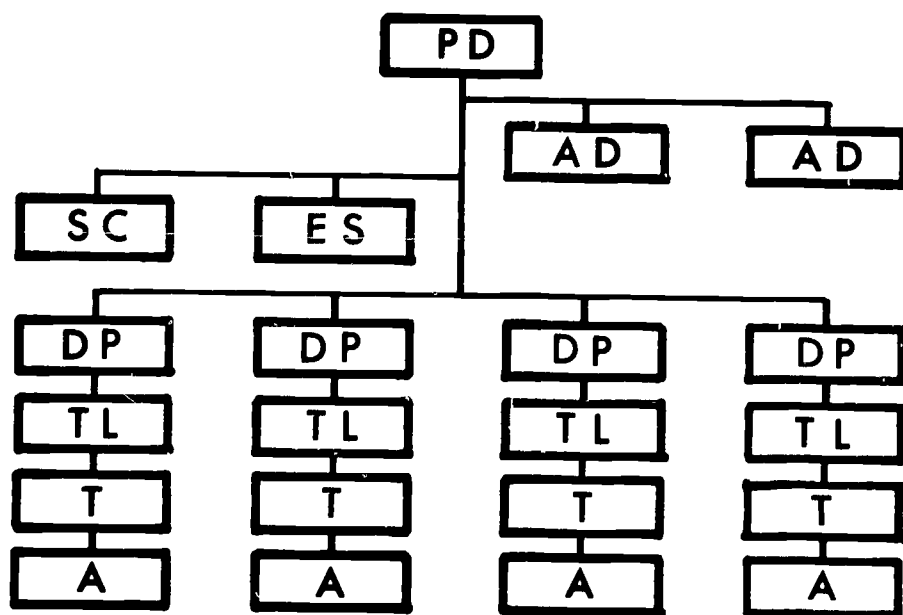 PD
AD AD
SC ES
DP DP DP DP
TL TL TL TL
T T T T
A A A A